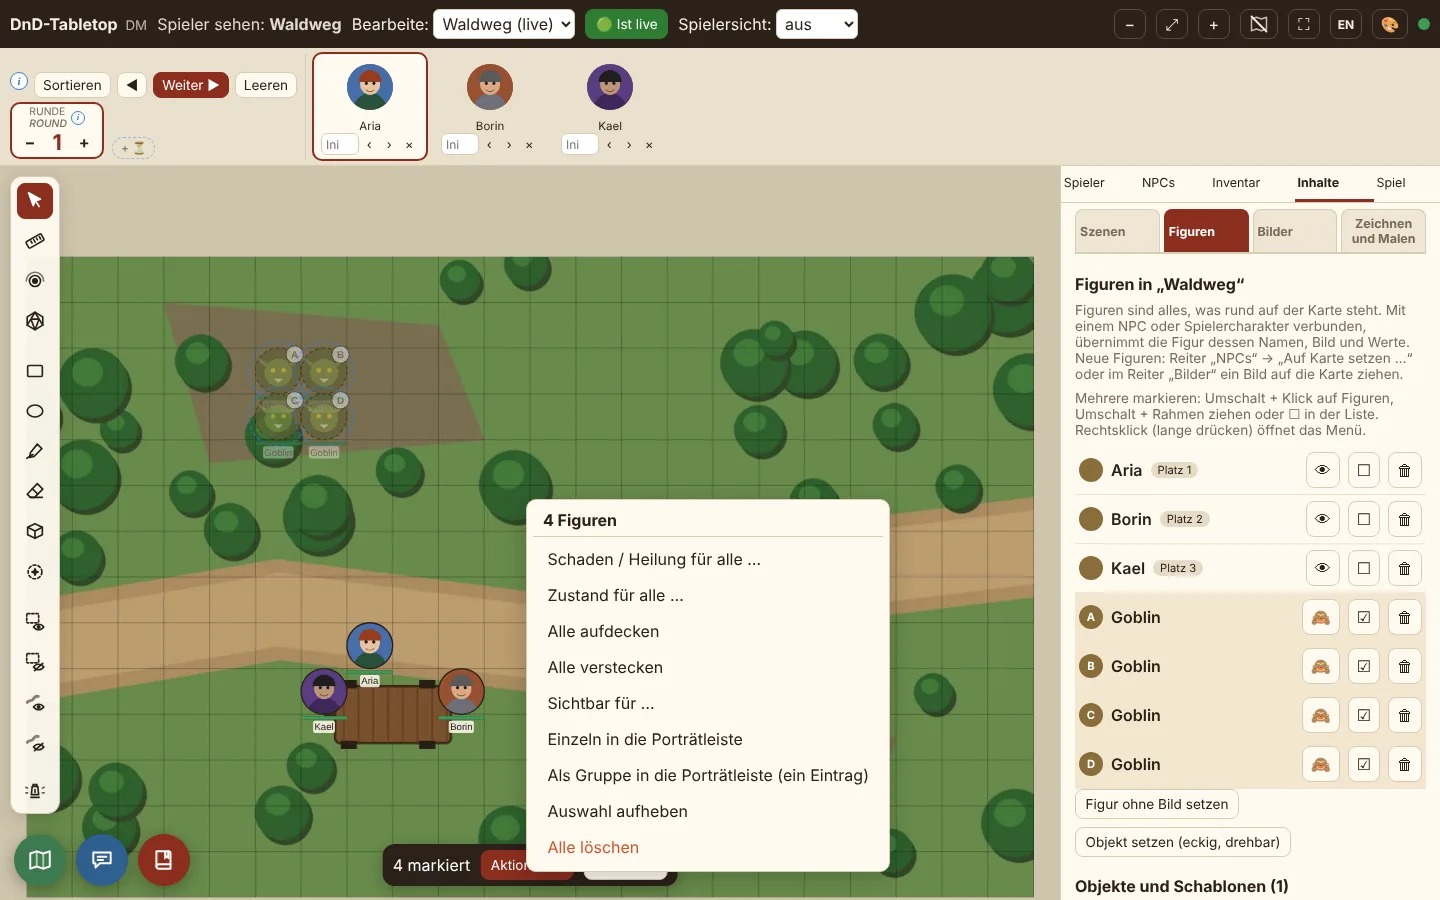 DnD-Tabletop DM Spieler sehen: Waldweg Bearbeite: Waldweg (live) Ist live Spielersicht: aus
− + EN
i Sortieren ◀ Weiter ▶ Leeren
RUNDE
ROUND i
− 1 +
+ ⏳
Aria
Ini ‹ › ×
Borin
Ini ‹ › ×
Kael
Ini ‹ › ×
A B
C D
Goblin Goblin
Aria
Kael Borin
4 Figuren
Schaden / Heilung für alle ...
Zustand für alle ...
Alle aufdecken
Alle verstecken
Sichtbar für ...
Einzeln in die Porträtleiste
Als Gruppe in die Porträtleiste (ein Eintrag)
Auswahl aufheben
Alle löschen
4 markiert
Spieler NPCs Inventar Inhalte Spiel
Szenen Figuren Bilder Zeichnen
und Malen
Figuren in „Waldweg“
Figuren sind alles, was rund auf der Karte steht. Mit
einem NPC oder Spielercharakter verbunden,
übernimmt die Figur dessen Namen, Bild und Werte.
Neue Figuren: Reiter „NPCs“ → „Auf Karte setzen ...“
oder im Reiter „Bilder“ ein Bild auf die Karte ziehen.
Mehrere markieren: Umschalt + Klick auf Figuren,
Umschalt + Rahmen ziehen oder ☐ in der Liste.
Rechtsklick (lange drücken) öffnet das Menü.
Aria Platz 1
Borin Platz 2
Kael Platz 3
A Goblin
B Goblin
C Goblin
D Goblin
Figur ohne Bild setzen
Objekt setzen (eckig, drehbar)
Objekte und Schablonen (1)